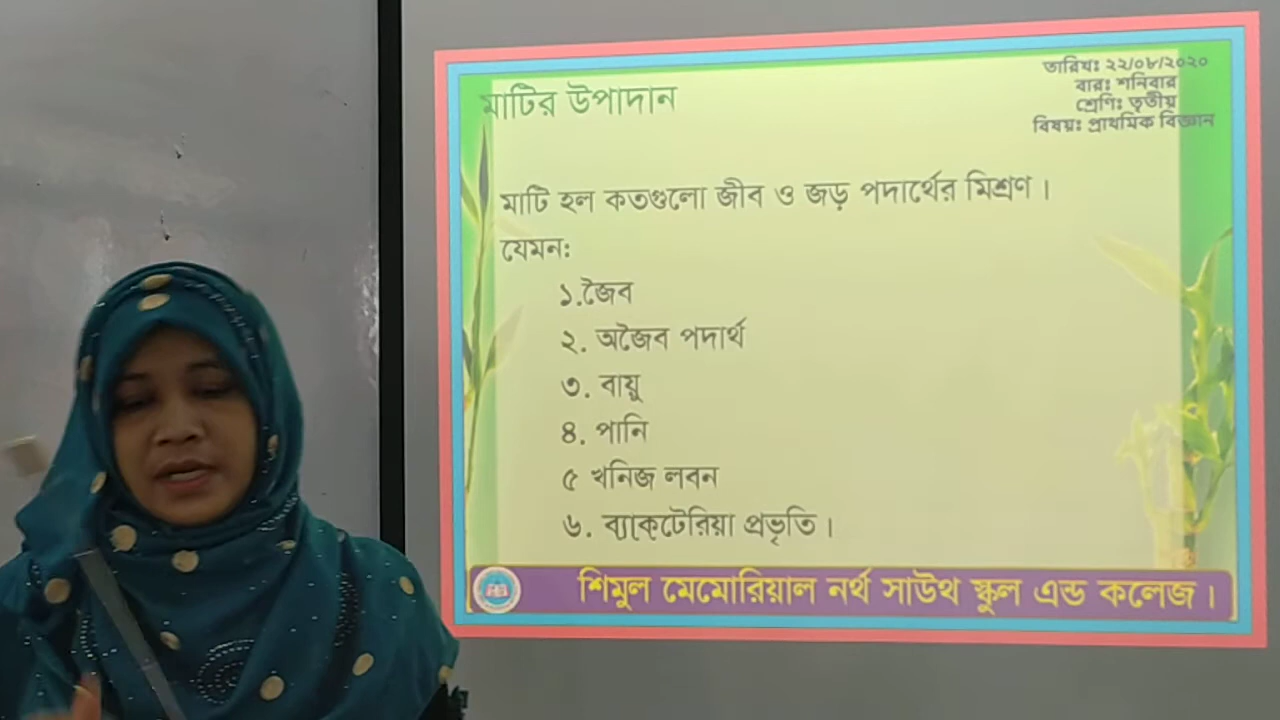 মাটির উপাদান
তারিখঃ ২২/০৮/২০২০
বারঃ শনিবার
শ্রেণিঃ তৃতীয়
বিষয়ঃ প্রাথমিক বিজ্ঞান
মাটি হল কতগুলো জীব ও জড় পদার্থের মিশ্রণ।
যেমন:
১.জৈব
২. অজৈব পদার্থ
৩. বায়ু
৪. পানি
৫ খনিজ লবন
৬. ব্যাকটেরিয়া প্রভৃতি।
শিমুল মেমোরিয়াল নর্থ সাউথ স্কুল এন্ড কলেজ।